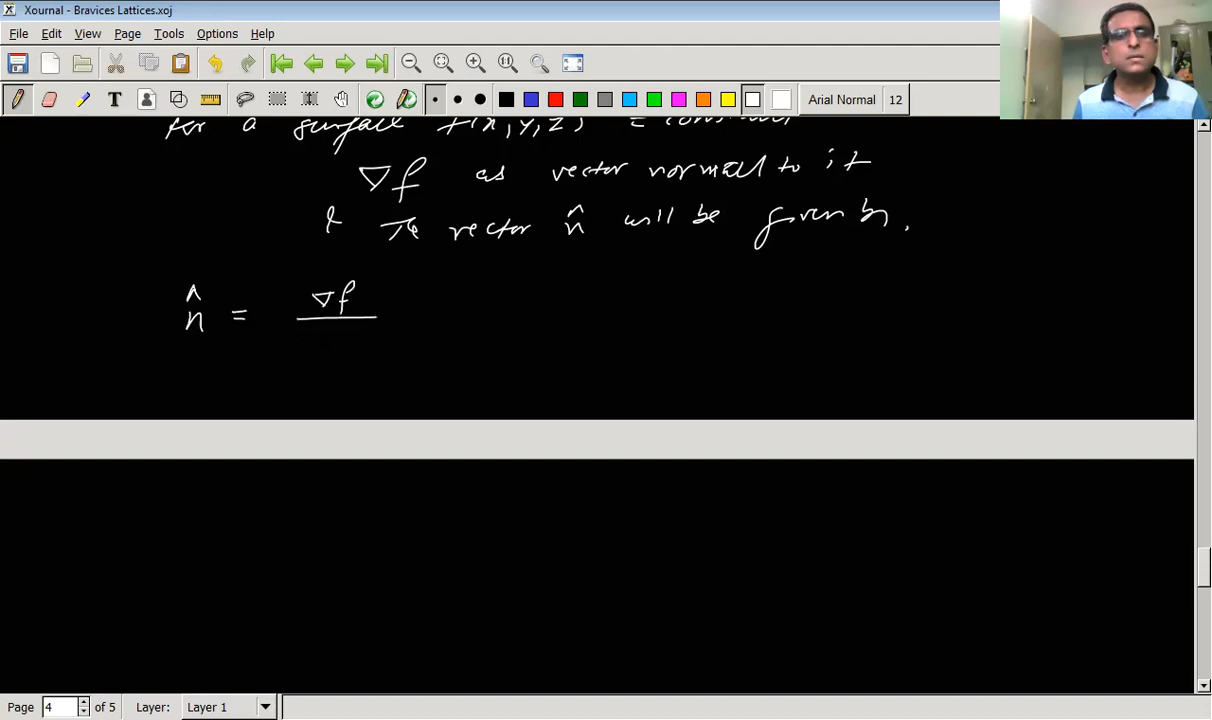 Xournal - Bravices Lattices.xoj
File Edit View Page Tools Options Help
Arial Normal 12
for a surface f(x, y, z) = constant
∇f as vector normal to it
& The vector n̂ will be given by.
n̂ = ∇f
Page 4 of 5 Layer: Layer 1